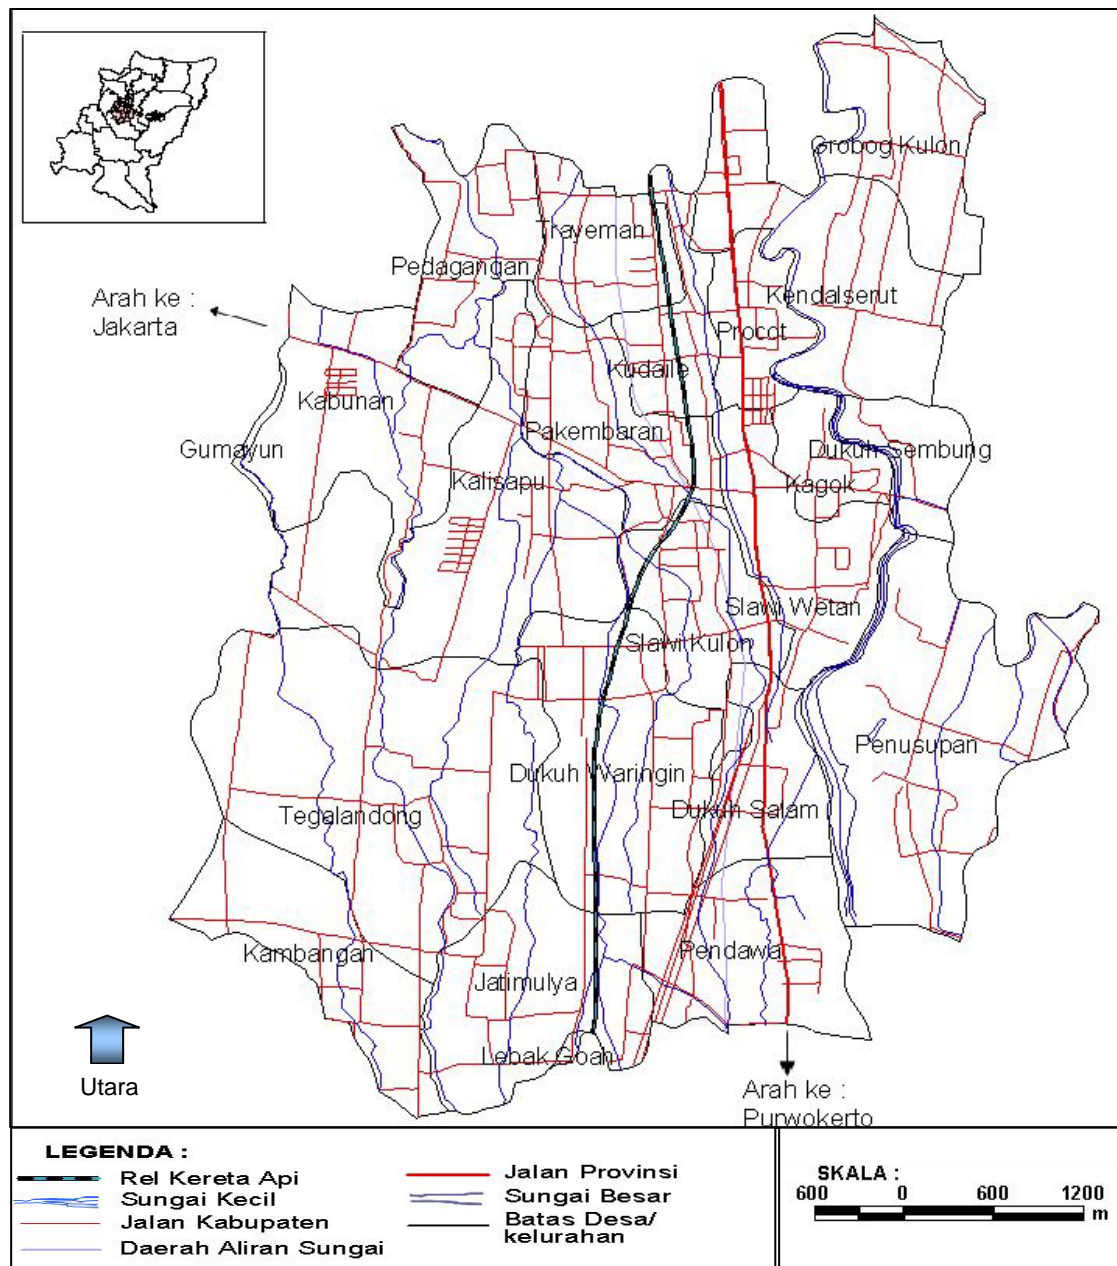 Grobog Kulon
Trayeman
Pedagangan
Arah ke :
Jakarta
Kendalserut
Procot
Kudaile
Kabunan
Gumayun
Pakembaran
Dukuh Sembung
Kalisapu
Kagok
Slawi Wetan
Slawi Kulon
Penusupan
Dukuh Waringin
Dukuh Salam
Tegalandong
Kambangan
Pendawa
Jatimulya
Lebak Goah
Utara
Arah ke :
Purwokerto
LEGENDA :
Rel Kereta Api
Sungai Kecil
Jalan Kabupaten
Daerah Aliran Sungai
Jalan Provinsi
Sungai Besar
Batas Desa/
kelurahan
SKALA :
600 0 600 1200
m